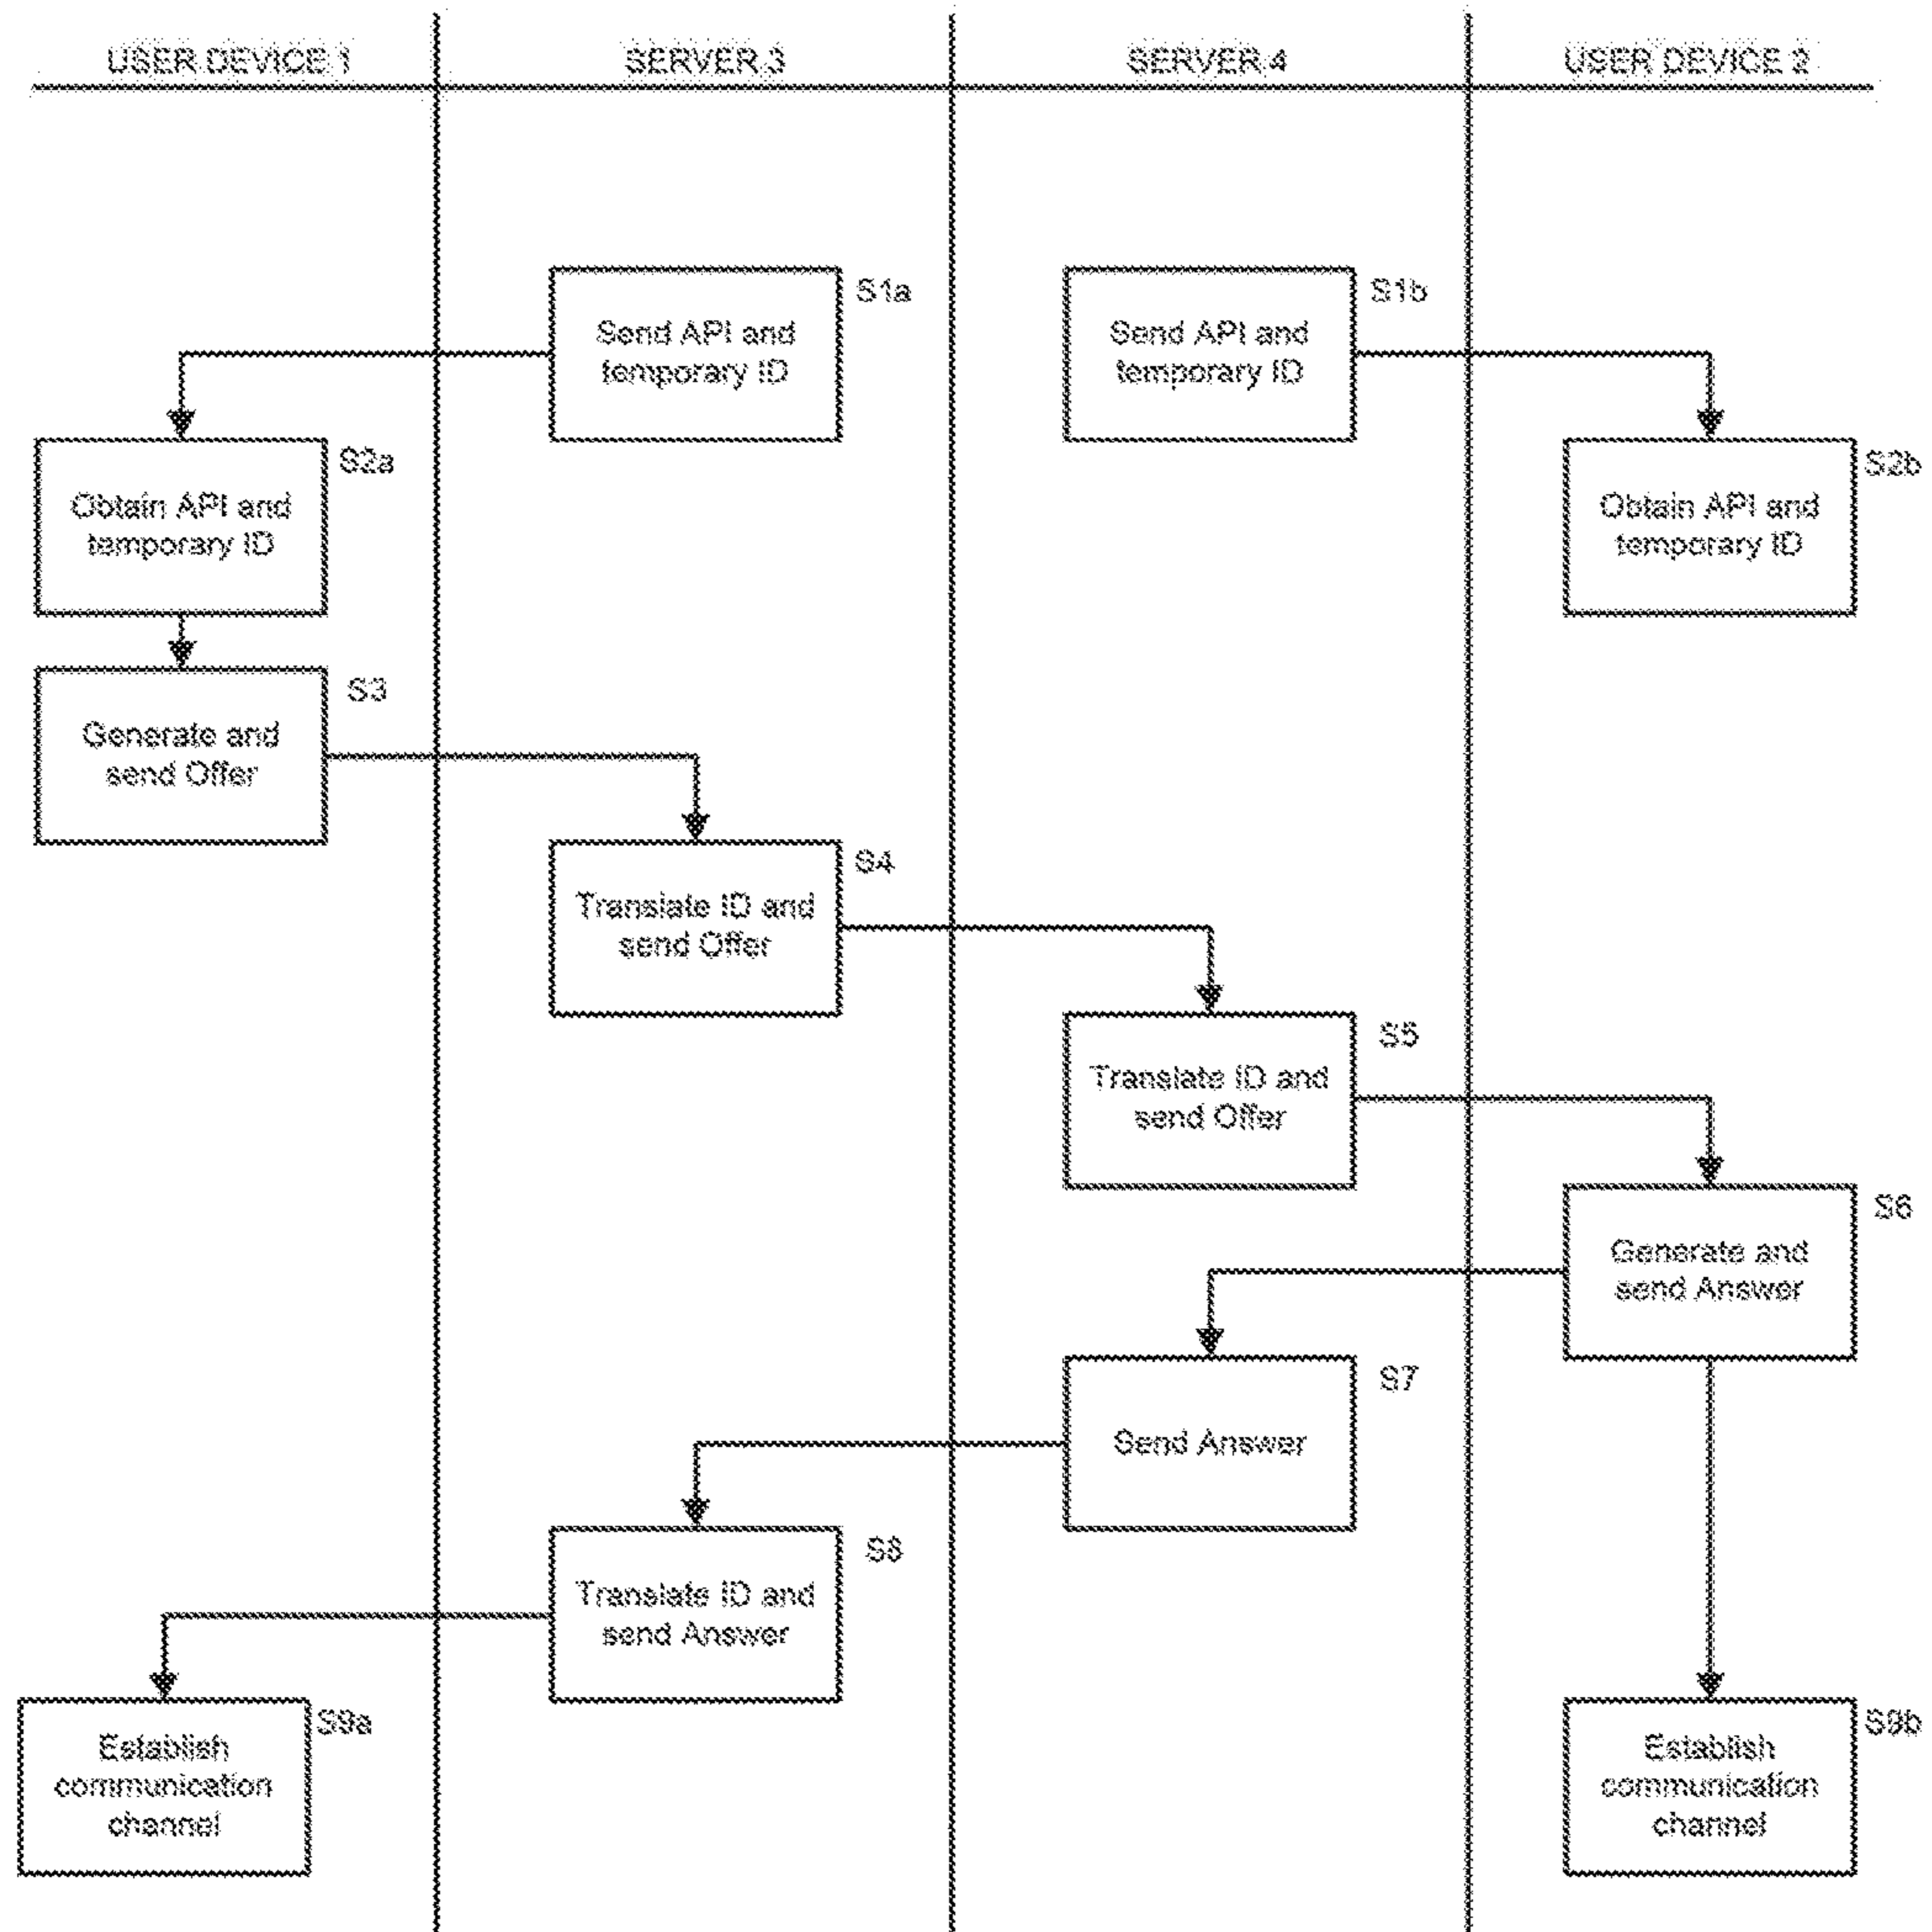 USER DEVICE 1
SERVER 3
SERVER 4
USER DEVICE 2
S1a
Send API and
temporary ID
S1b
Send API and
temporary ID
S2a
Obtain API and
temporary ID
S2b
Obtain API and
temporary ID
S3
Generate and
send Offer
S4
Translate ID and
send Offer
S5
Translate ID and
send Offer
S6
Generate and
send Answer
S7
Send Answer
S8
Translate ID and
send Answer
S9a
Establish
communication
channel
S9b
Establish
communication
channel